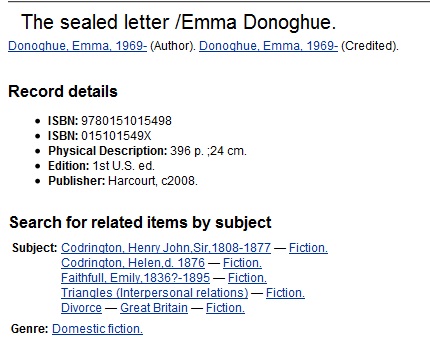 The sealed letter /Emma Donoghue.
Donoghue, Emma, 1969- (Author). Donoghue, Emma, 1969- (Credited).
Record details
• ISBN: 9780151015498
• ISBN: 015101549X
• Physical Description: 396 p. ;24 cm.
• Edition: 1st U.S. ed.
• Publisher: Harcourt, c2008.
Search for related items by subject
Subject: Codrington, Henry John,Sir,1808-1877 — Fiction.
Codrington, Helen,d. 1876 — Fiction.
Faithfull, Emily,1836?-1895 — Fiction.
Triangles (Interpersonal relations) — Fiction.
Divorce — Great Britain — Fiction.
Genre: Domestic fiction.